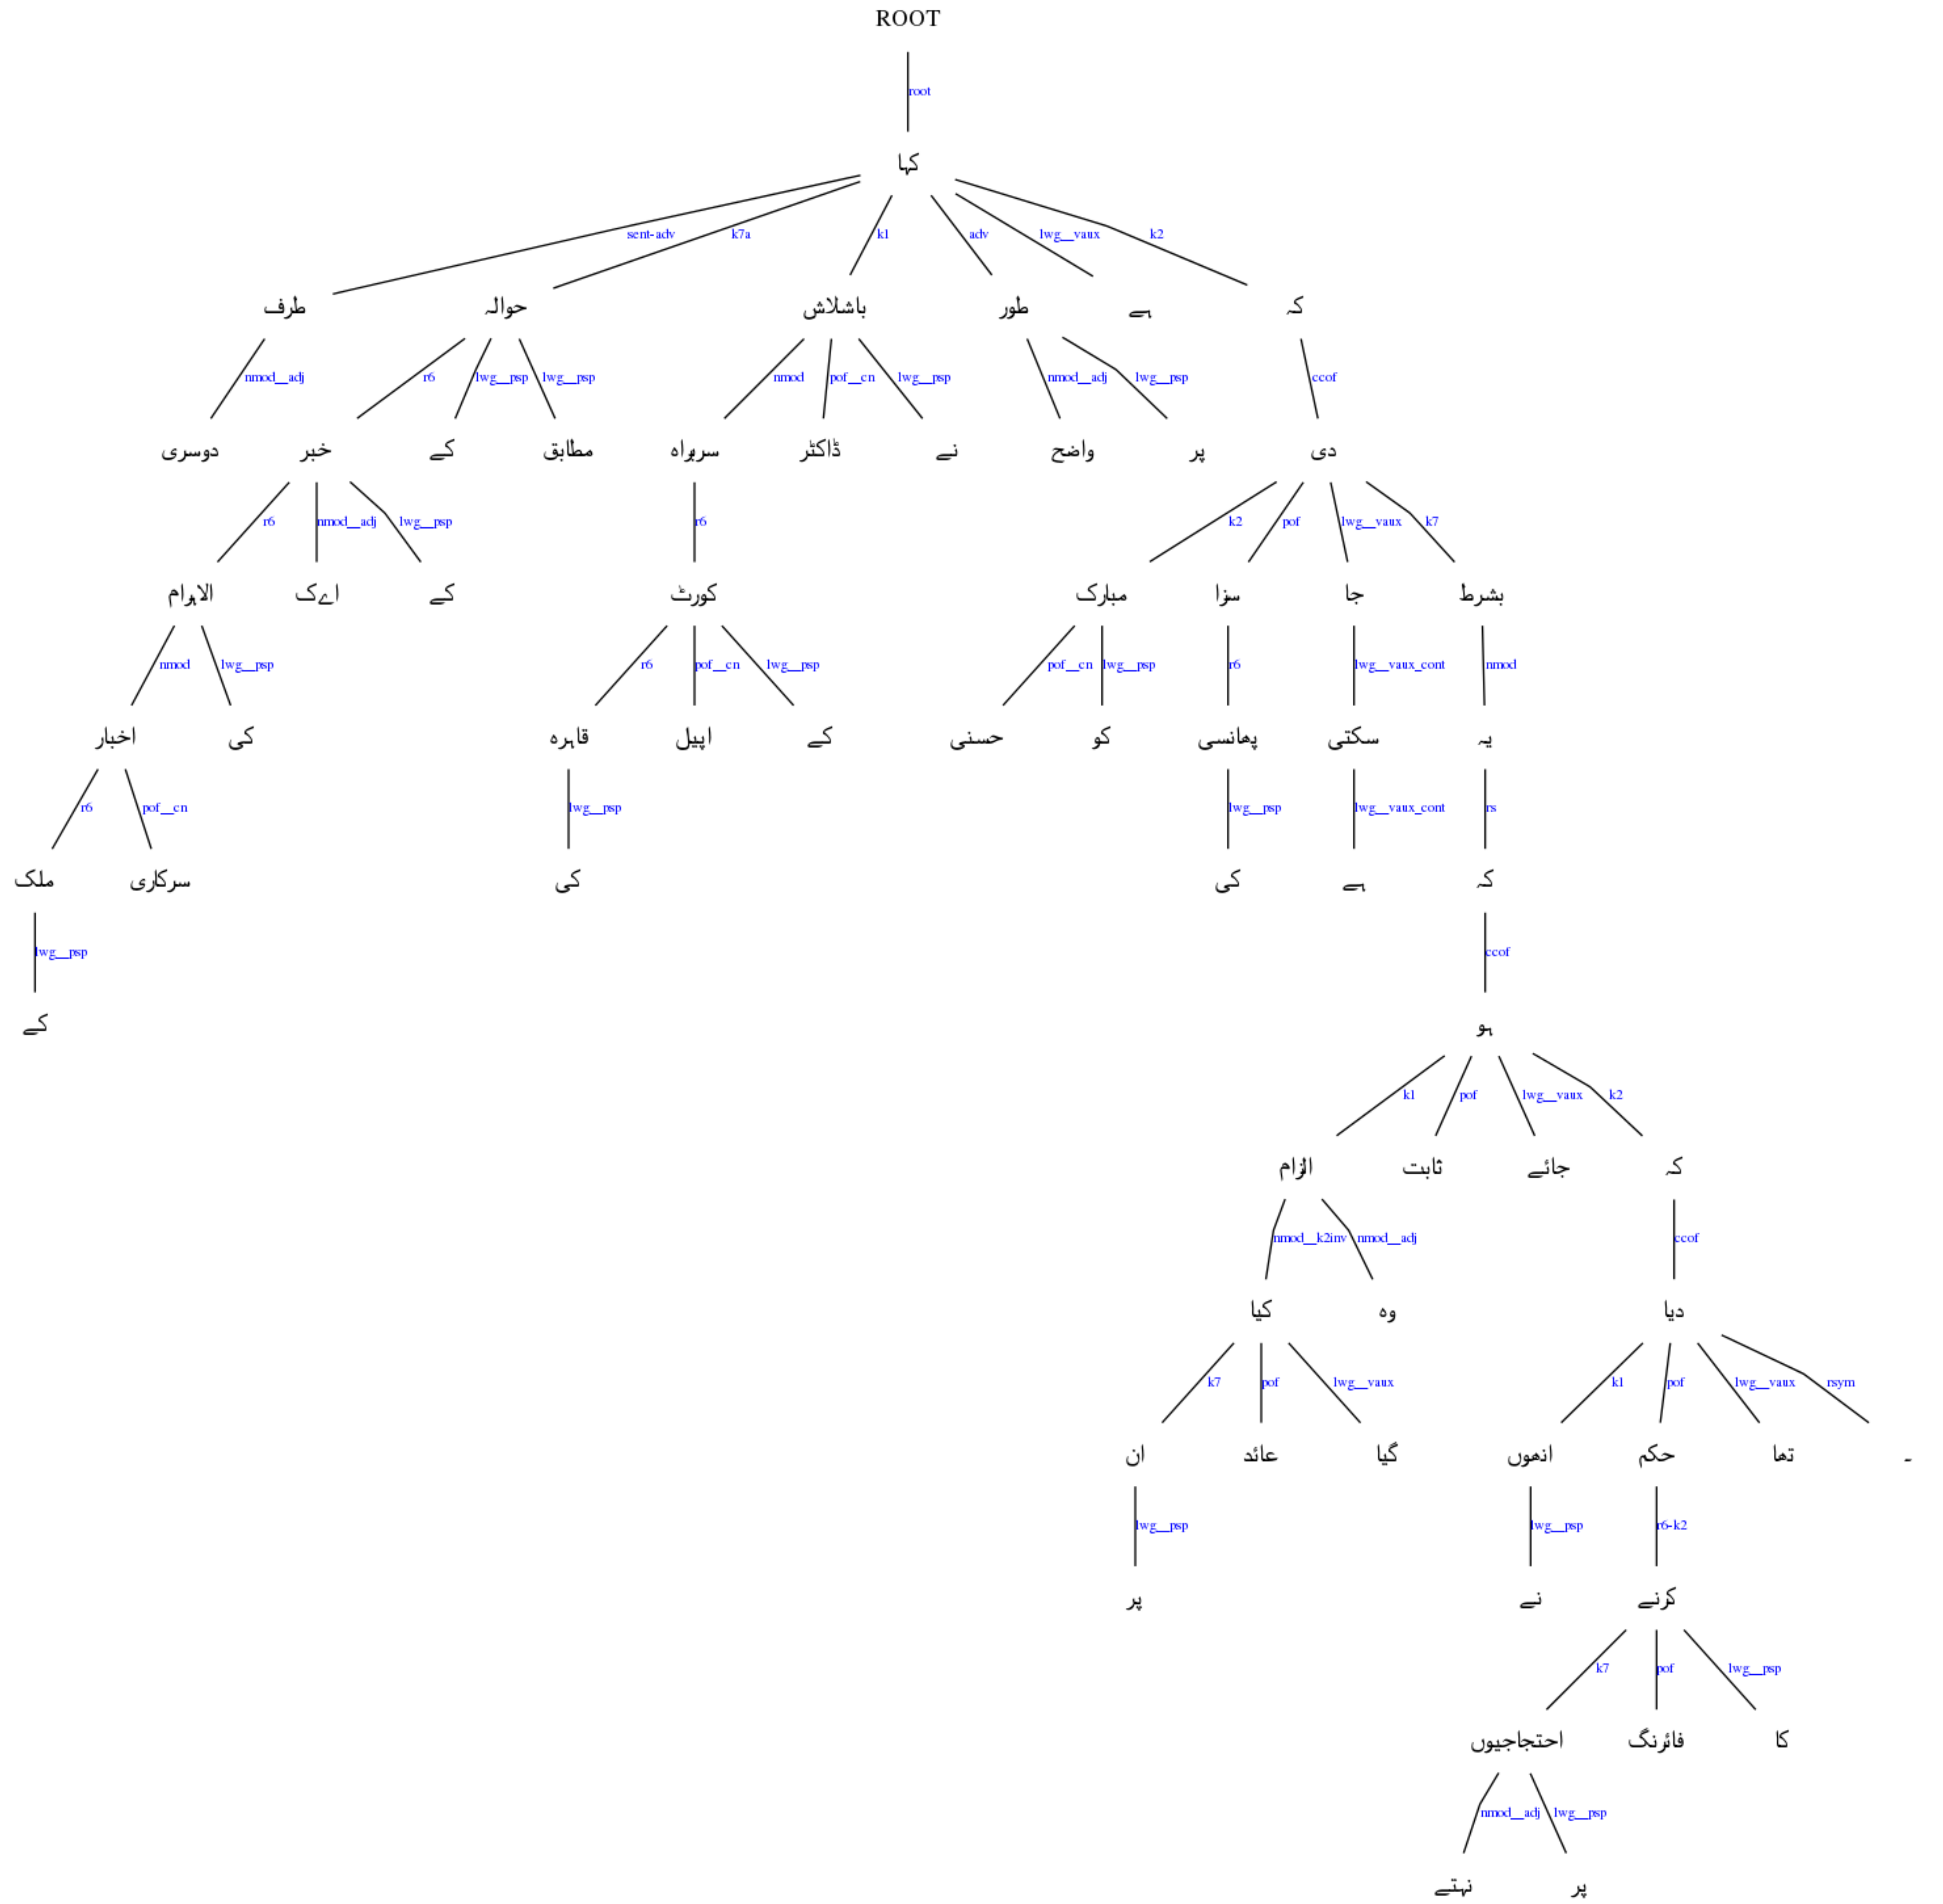 ROOT
root
کہا
sent-adv k7a k1 adv lwg__vaux k2
طرف حوالہ باشلاش طور ہے کہ
nmod__adj r6 lwg__psp lwg__psp nmod pof__cn lwg__psp nmod__adj lwg__psp ccof
دوسری خبر کے مطابق سربراہ ڈاکٹر نے واضح پر دی
r6 nmod__adj lwg__psp r6 k2 pof lwg__vaux k7
الاہرام اےک کے کورٹ مبارک سزا جا بشرط
nmod lwg__psp r6 pof__cn lwg__psp pof__cn lwg__psp r6 lwg__vaux_cont nmod
اخبار کی قاہرہ اپیل کے حسنی کو پھانسی سکتی یہ
r6 pof__cn lwg__psp lwg__psp lwg__vaux_cont rs
ملک سرکاری کی کی ہے کہ
lwg__psp ccof
کے ہو
k1 pof lwg__vaux k2
الزام ثابت جائے کہ
nmod__k2inv nmod__adj ccof
کیا وہ دیا
k7 pof lwg__vaux k1 pof lwg__vaux rsym
ان عائد گیا انھوں حکم تھا ۔
lwg__psp lwg__psp r6-k2
پر نے کرنے
k7 pof lwg__psp
احتجاجیوں فائرنگ کا
nmod__adj lwg__psp
نہتے پر